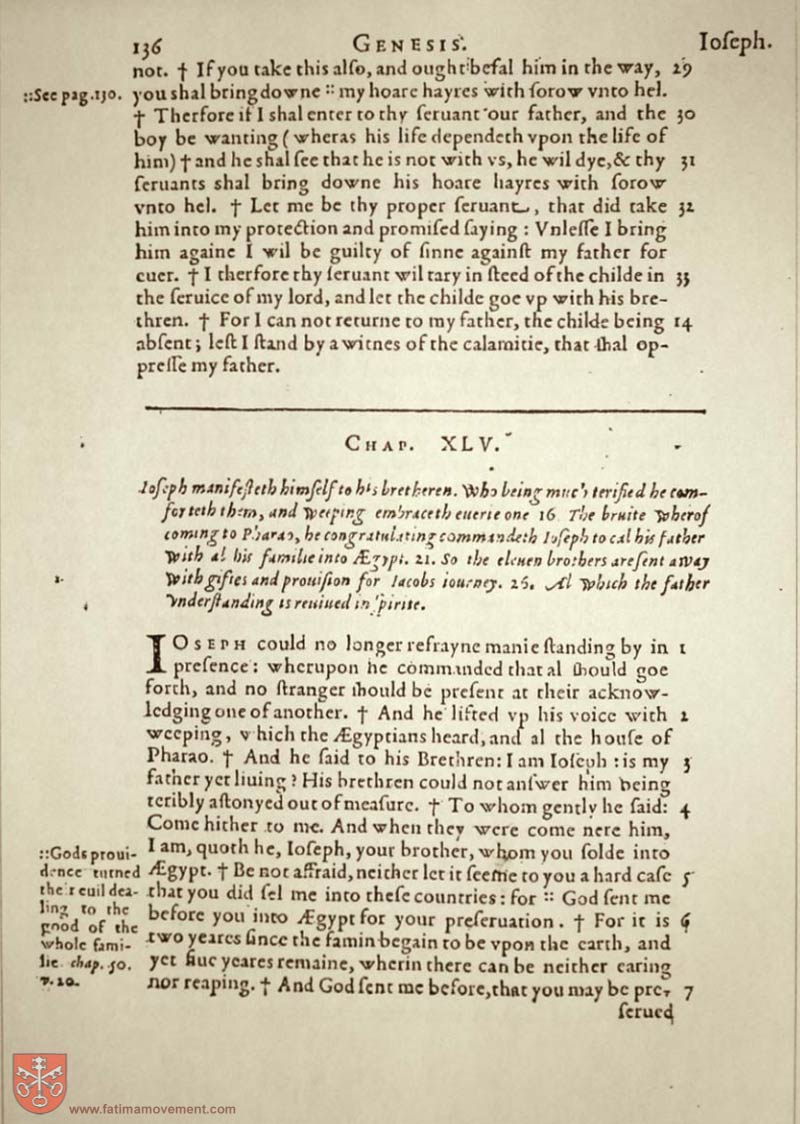 136 GENESIS. Ioſeph.
not. † If you take this alſo, and ought befal him in the way, 29
::See pag.130. you shal bring downe :: my hoare hayres with ſorow vnto hel.
† Therfore if I shal enter to thy ſeruant our father, and the 30
boy be wanting (wheras his life dependeth vpon the life of
him) † and he shal ſee that he is not with vs, he wil dye, & thy 31
ſeruants shal bring downe his hoare hayres with ſorow
vnto hel. † Let me be thy proper ſeruant, that did take 32
him into my protection and promiſed ſaying : Vnleſſe I bring
him againe I wil be guilty of ſinne againſt my father for
euer. † I therfore thy ſeruant wil tary in ſteed of the childe in 33
the ſeruice of my lord, and let the childe goe vp with his bre-
thren. † For I can not returne to my father, the childe being 14
abſent; leſt I ſtand by a witnes of the calamitie, that ſhal op-
preſſe my father.
CHAP. XLV.
Ioſeph manifeſteth himſelf to his bretheren. Who being much terified he com-
forteth them, and weeping embraceth euerie one 16 The bruite wherof
coming to Pharao, he congratulating commandeth Ioſeph to cal his father
with al his familie into Ægypt. 21. So the eleuen brothers are ſent away
with giftes and prouiſion for Iacobs iourney. 26. Al which the father
vnderſtanding is reuiued in ſpirite.
IOSEPH could no longer refrayne manie ſtanding by in 1
preſence: wherupon he commanded that al ſhould goe
forth, and no ſtranger ſhould be preſent at their acknow-
ledging one of another. † And he lifted vp his voice with 2
weeping, which the Ægyptians heard, and al the houſe of
Pharao. † And he ſaid to his Brethren: I am Ioſeph : is my 3
father yet liuing? His brethren could not anſwer him being
teribly aſtonyed out of meaſure. † To whom gently he ſaid: 4
Come hither to me. And when they were come nere him,
I am, quoth he, Ioſeph, your brother, whom you ſolde into
Ægypt. † Be not affraid, neither let it ſeeme to you a hard caſe 5
that you did ſel me into theſe countries: for :: God ſent me
before you into Ægypt for your preſeruation. † For it is 6
two yeares ſince the famin begain to be vpon the earth, and
yet fiue yeares remaine, wherin there can be neither earing
nor reaping. † And God ſent me before, that you may be pre- 7
ſerued
::Gods proui-
dence turned
their euil dea-
ling to the
good of the
whole fami-
lie chap. 50.
v. 20.
www.fatimamovement.com